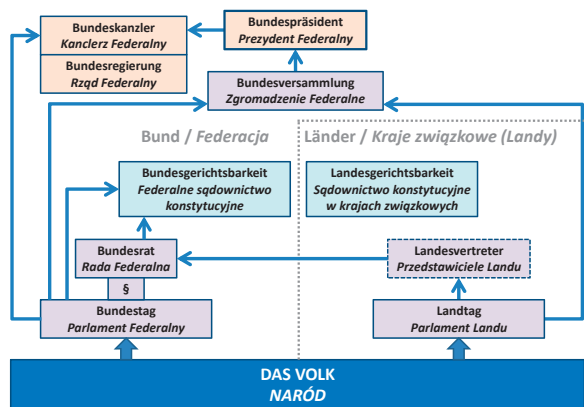 Bundeskanzler
Kanclerz Federalny
Bundesregierung
Rząd Federalny
Bundespräsident
Prezydent Federalny
Bundesversammlung
Zgromadzenie Federalne
Bund / Federacja
Länder / Kraje związkowe (Landy)
Bundesgerichtsbarkeit
Federalne sądownictwo
konstytucyjne
Landesgerichtsbarkeit
Sądownictwo konstytucyjne
w krajach związkowych
Bundesrat
Rada Federalna
Landesvertreter
Przedstawiciele Landu
§
Bundestag
Parlament Federalny
Landtag
Parlament Landu
DAS VOLK
NARÓD